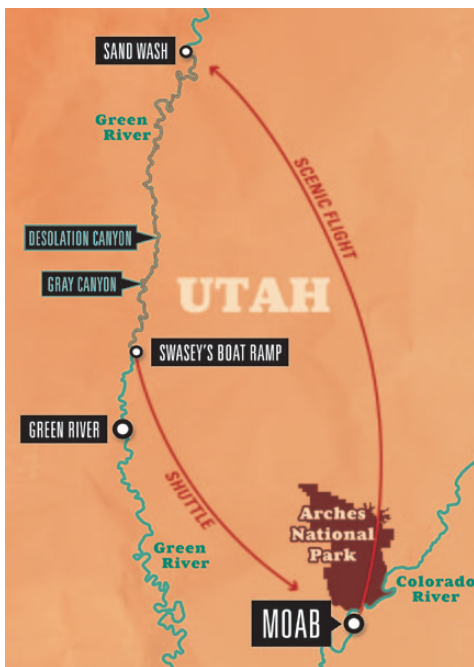 SAND WASH
Green
River
SCENIC FLIGHT
DESOLATION CANYON
GRAY CANYON
UTAH
SWASEY'S BOAT RAMP
GREEN RIVER
SHUTTLE
Arches
National
Park
Green
River
Colorado
River
MOAB